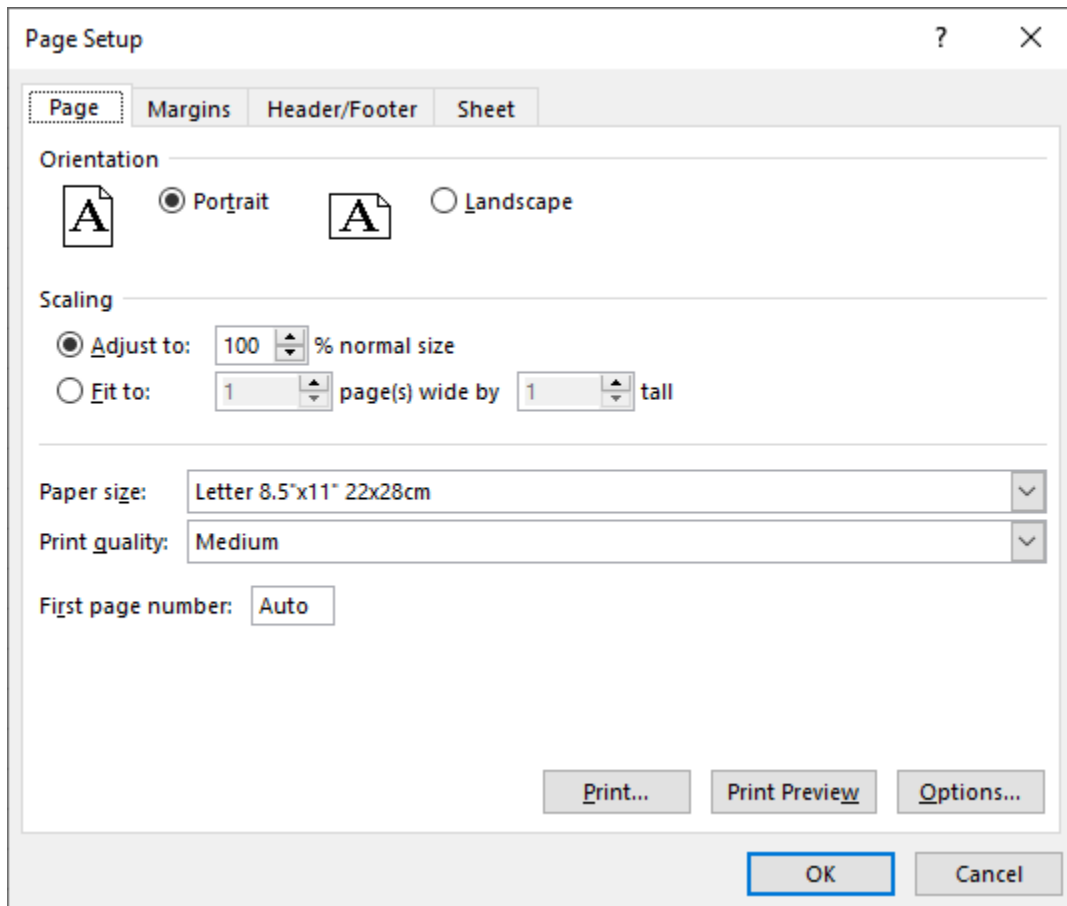 Page Setup ?
Page Margins Header/Footer Sheet
Orientation
A Portrait A Landscape
Scaling
Adjust to: 100 % normal size
Fit to: 1 page(s) wide by 1 tall
Paper size: Letter 8.5"x11" 22x28cm
Print quality: Medium
First page number: Auto
Print... Print Preview Options...
OK Cancel